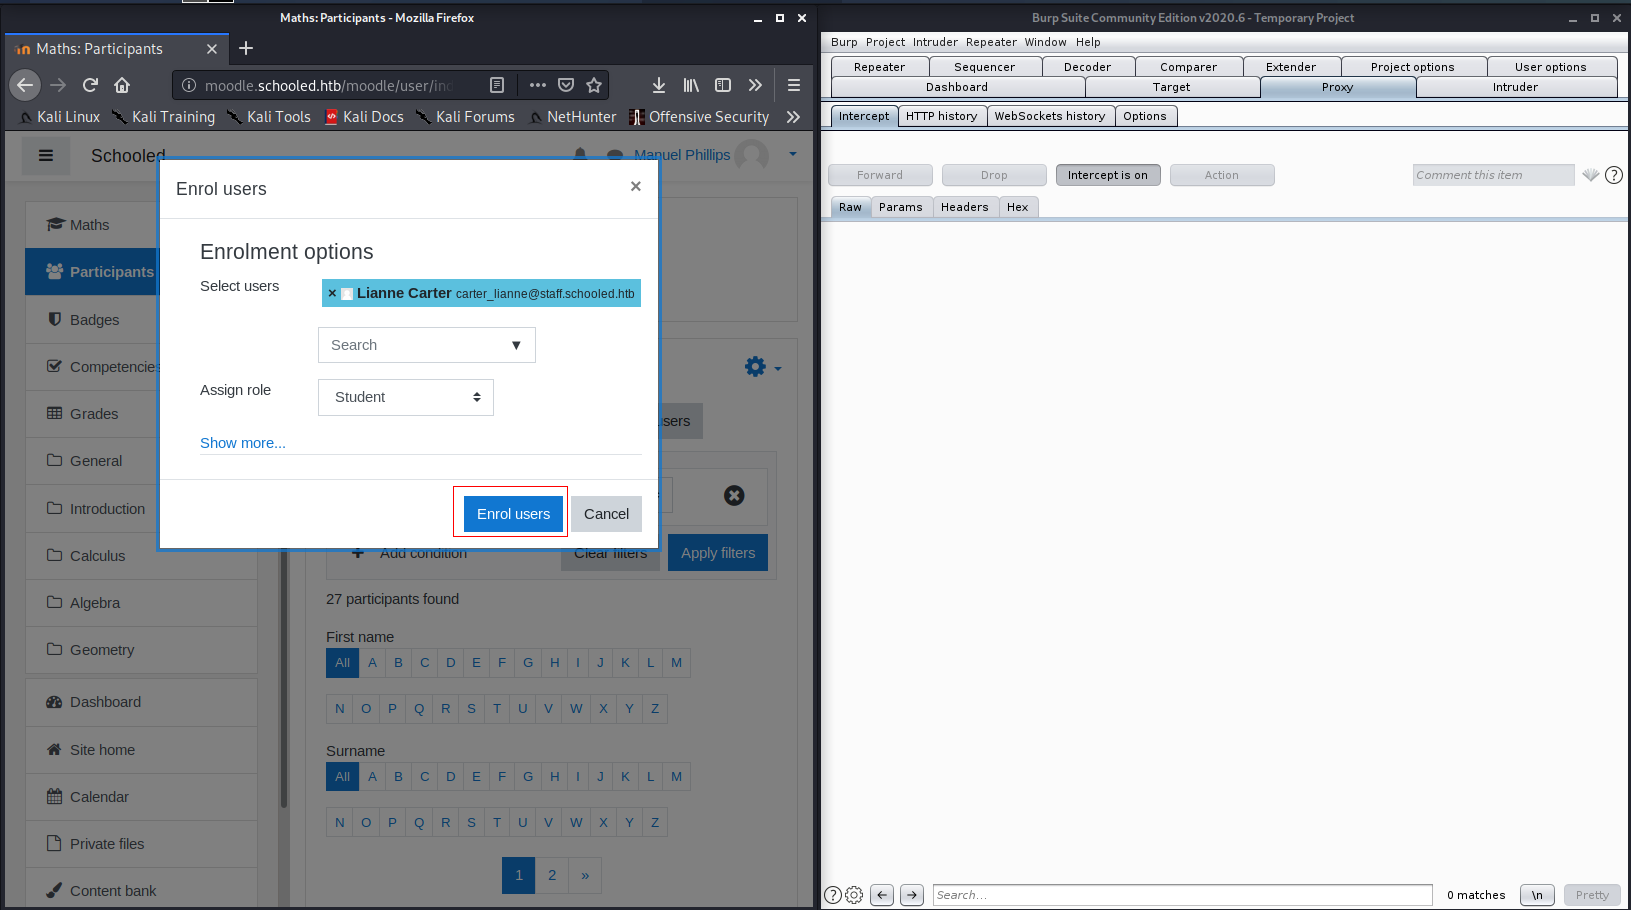 Maths: Participants - Mozilla Firefox
Maths: Participants
moodle.schooled.htb/moodle/user/ind
Kali Linux Kali Training Kali Tools Kali Docs Kali Forums NetHunter Offensive Security
Schooled
Manuel Phillips
Maths
Participants
Badges
Competencies
Grades
General
Introduction
Calculus
Algebra
Geometry
Dashboard
Site home
Calendar
Private files
Content bank
Enrol users
Enrolment options
Select users
Lianne Carter carter_lianne@staff.schooled.htb
Search
Assign role
Student
Show more...
Enrol users Cancel
users
Add condition Clear filters Apply filters
27 participants found
First name
All A B C D E F G H I J K L M
N O P Q R S T U V W X Y Z
Surname
All A B C D E F G H I J K L M
N O P Q R S T U V W X Y Z
1 2 »
Burp Suite Community Edition v2020.6 - Temporary Project
Burp Project Intruder Repeater Window Help
Repeater Sequencer Decoder Comparer Extender Project options User options
Dashboard Target Proxy Intruder
Intercept HTTP history WebSockets history Options
Forward Drop Intercept is on Action Comment this item ?
Raw Params Headers Hex
? Search... 0 matches \n Pretty